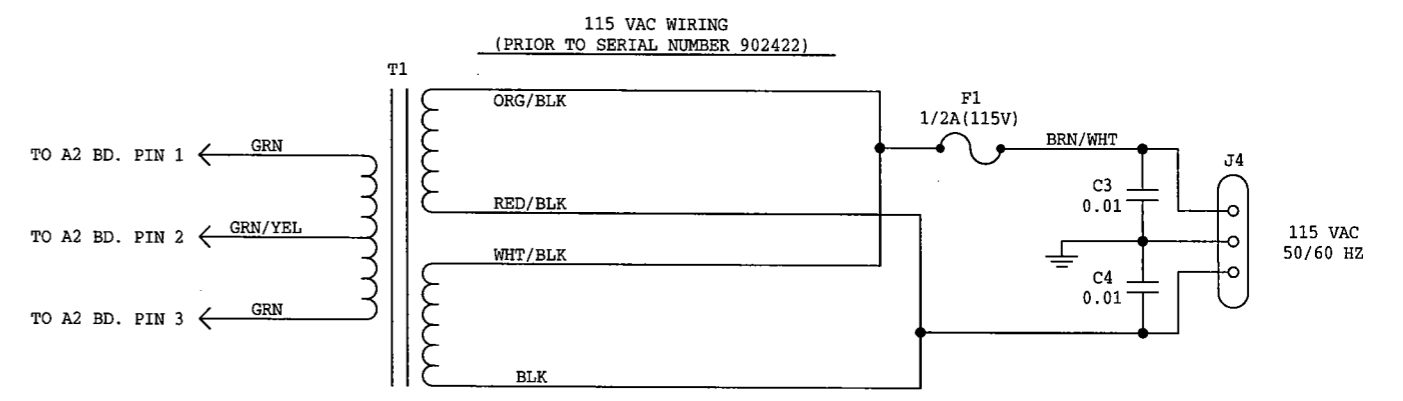 115 VAC WIRING
(PRIOR TO SERIAL NUMBER 902422)
T1
ORG/BLK
F1
1/2A(115V)
BRN/WHT
J4
TO A2 BD. PIN 1
GRN
C3
0.01
RED/BLK
TO A2 BD. PIN 2
GRN/YEL
115 VAC
50/60 HZ
WHT/BLK
C4
0.01
TO A2 BD. PIN 3
GRN
BLK